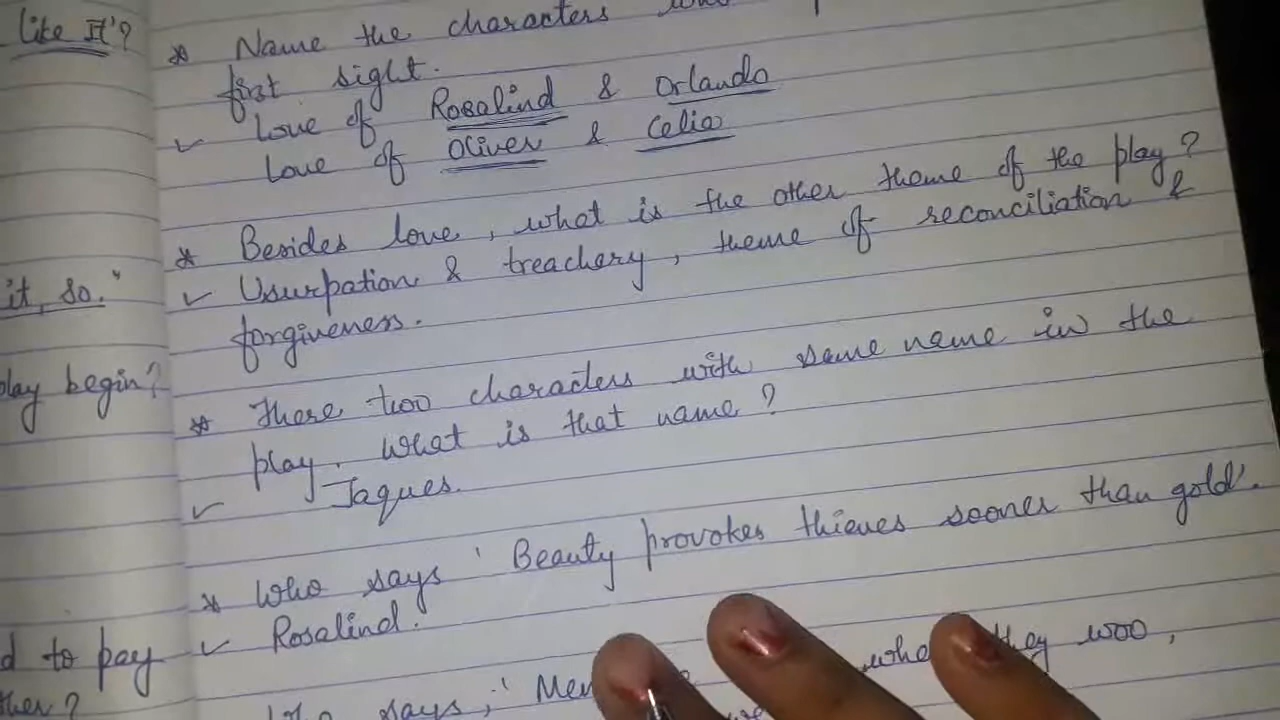 like It'?
it, so."
play begin?
d to pay
ther?
* Name the characters
first sight.
✓ Love of Rosalind & Orlando
Love of Oliver & Celia
* Besides love, what is the other theme of the play?
✓ Usurpation & treachery, theme of reconciliation &
forgiveness.
* There two characters with same name in the
play. What is that name?
✓ Jaques.
* Who says 'Beauty provokes thieves sooner than gold'.
✓ Rosalind.
says, 'Men they woo,